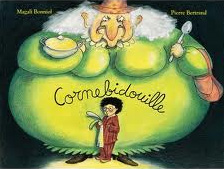 Magali Bonniol
Pierre Bertrand
Cornebidouille